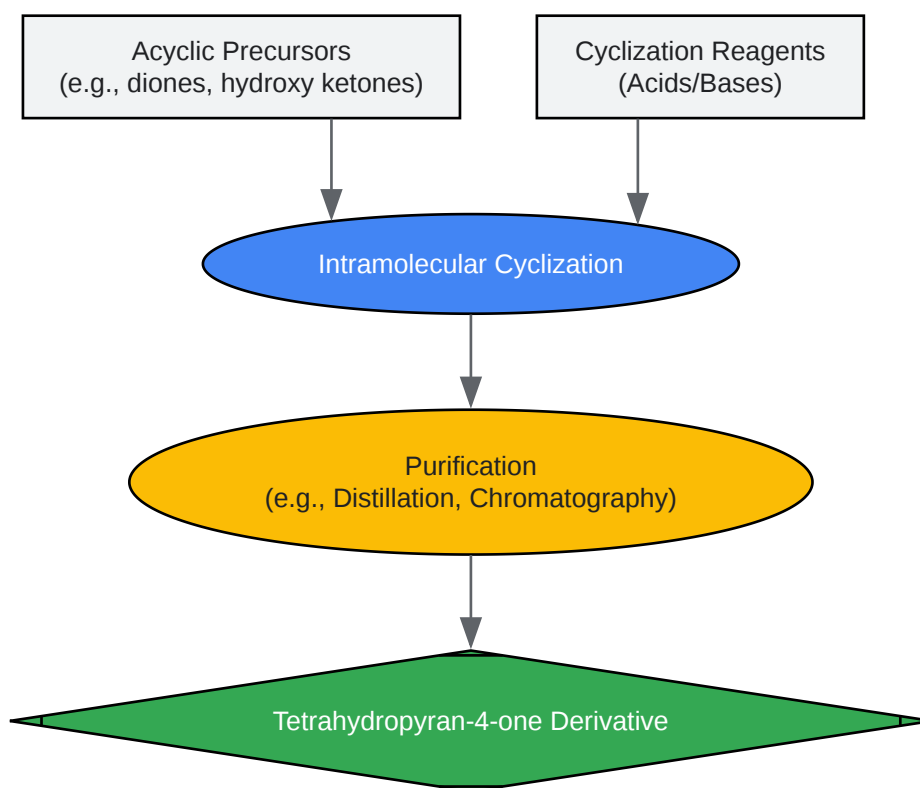 Acyclic Precursors
(e.g., diones, hydroxy ketones)
Cyclization Reagents
(Acids/Bases)
Intramolecular Cyclization
Purification
(e.g., Distillation, Chromatography)
Tetrahydropyran-4-one Derivative